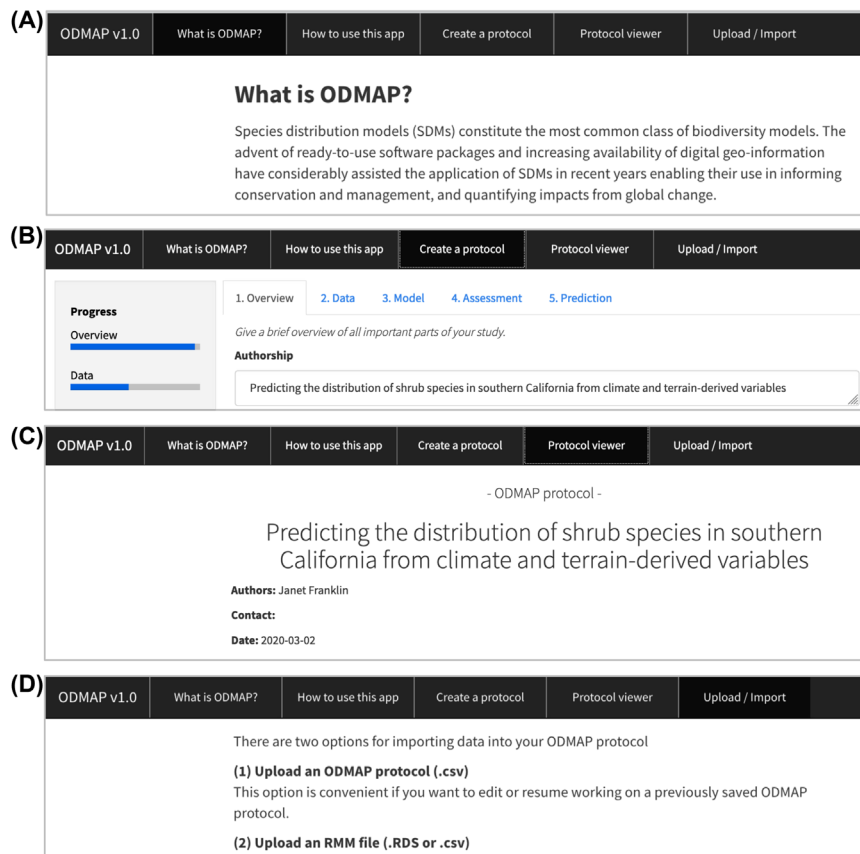 (A)
ODMAP v1.0 What is ODMAP? How to use this app Create a protocol Protocol viewer Upload / Import
What is ODMAP?
Species distribution models (SDMs) constitute the most common class of biodiversity models. The
advent of ready-to-use software packages and increasing availability of digital geo-information
have considerably assisted the application of SDMs in recent years enabling their use in informing
conservation and management, and quantifying impacts from global change.
(B)
ODMAP v1.0 What is ODMAP? How to use this app Create a protocol Protocol viewer Upload / Import
Progress
Overview
Data
1. Overview 2. Data 3. Model 4. Assessment 5. Prediction
Give a brief overview of all important parts of your study.
Authorship
Predicting the distribution of shrub species in southern California from climate and terrain-derived variables
(C)
ODMAP v1.0 What is ODMAP? How to use this app Create a protocol Protocol viewer Upload / Import
- ODMAP protocol -
Predicting the distribution of shrub species in southern
California from climate and terrain-derived variables
Authors: Janet Franklin
Contact:
Date: 2020-03-02
(D)
ODMAP v1.0 What is ODMAP? How to use this app Create a protocol Protocol viewer Upload / Import
There are two options for importing data into your ODMAP protocol
(1) Upload an ODMAP protocol (.csv)
This option is convenient if you want to edit or resume working on a previously saved ODMAP
protocol.
(2) Upload an RMM file (.RDS or .csv)